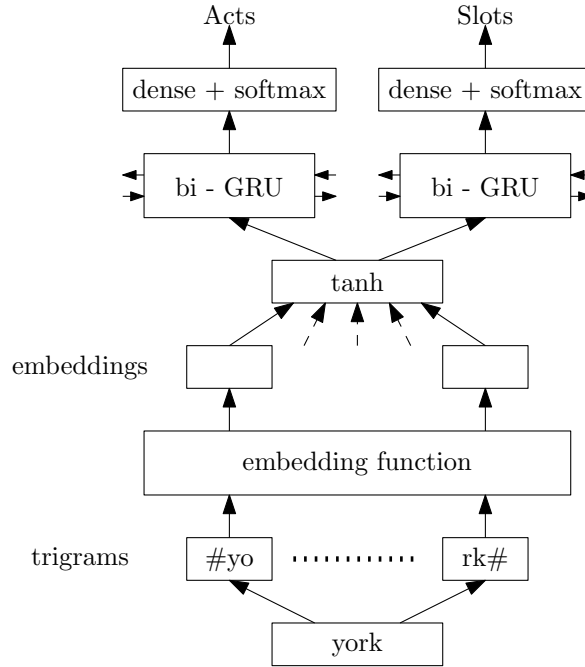 Acts Slots
dense + softmax dense + softmax
bi - GRU bi - GRU
tanh
embeddings
embedding function
trigrams #yo rk#
york